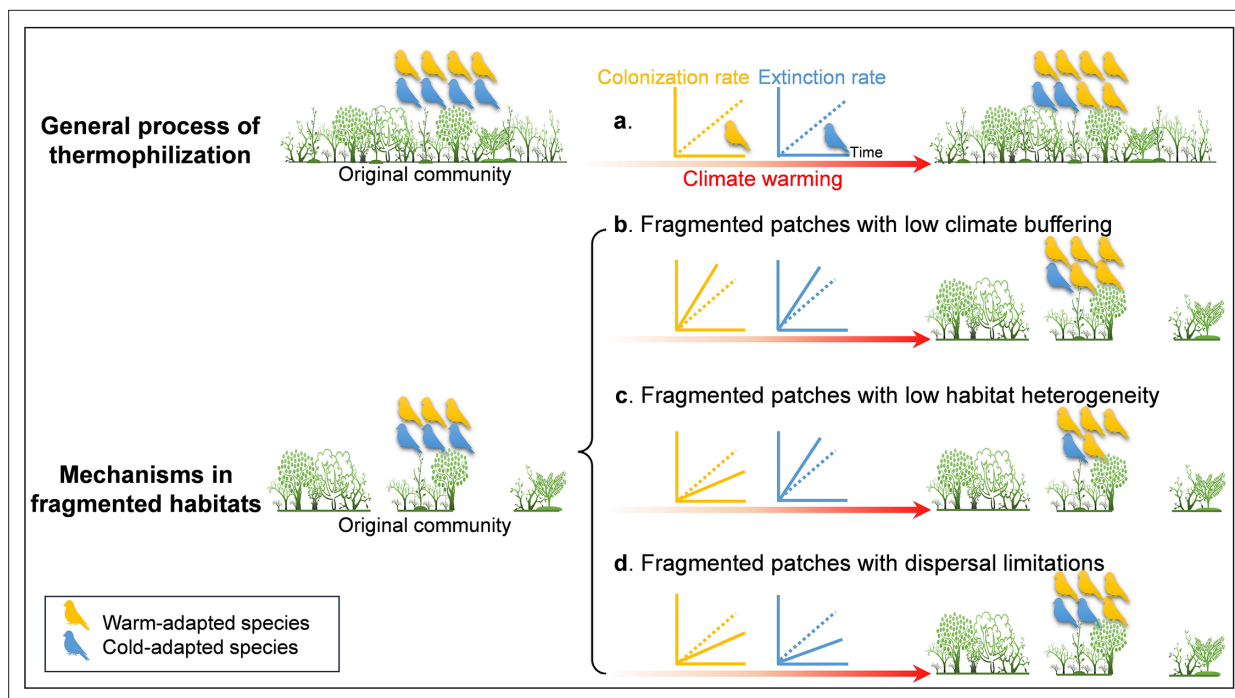 General process of
thermophilization
Original community
a.
Colonization rate
Extinction rate
Time
Climate warming
b. Fragmented patches with low climate buffering
c. Fragmented patches with low habitat heterogeneity
Mechanisms in
fragmented habitats
Original community
d. Fragmented patches with dispersal limitations
Warm-adapted species
Cold-adapted species